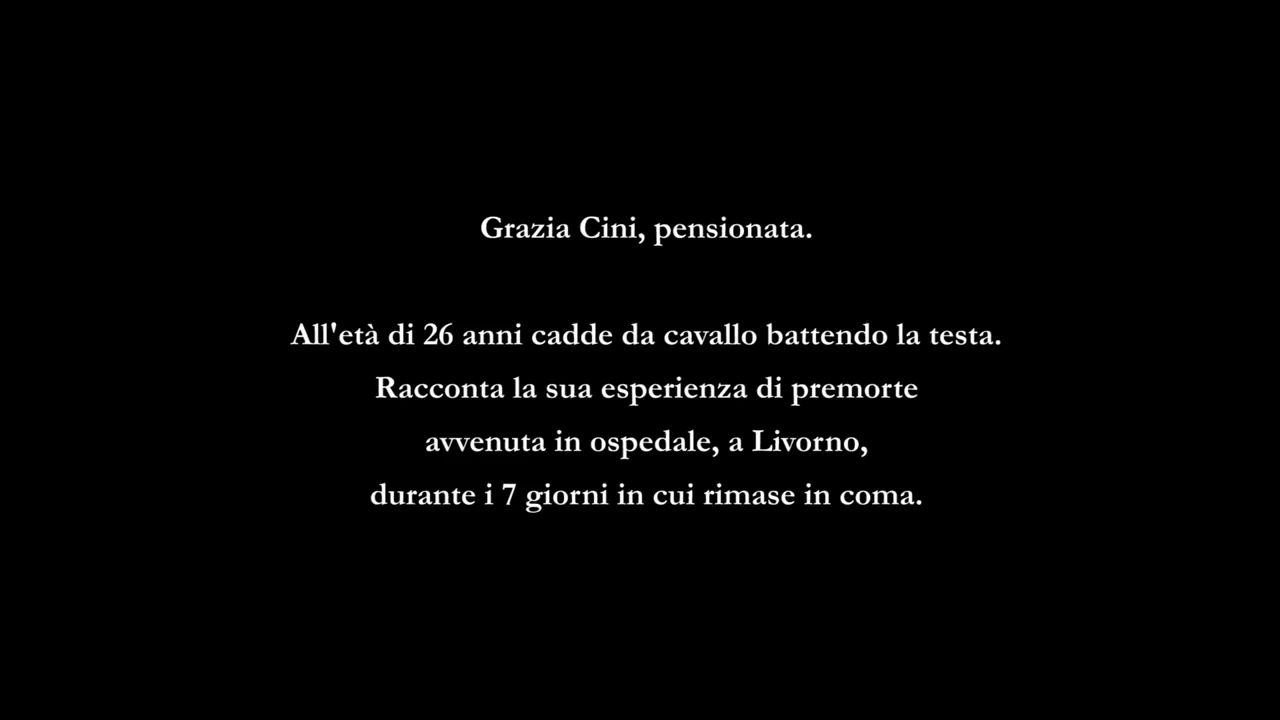 Grazia Cini, pensionata.
All'età di 26 anni cadde da cavallo battendo la testa.
Racconta la sua esperienza di premorte
avvenuta in ospedale, a Livorno,
durante i 7 giorni in cui rimase in coma.